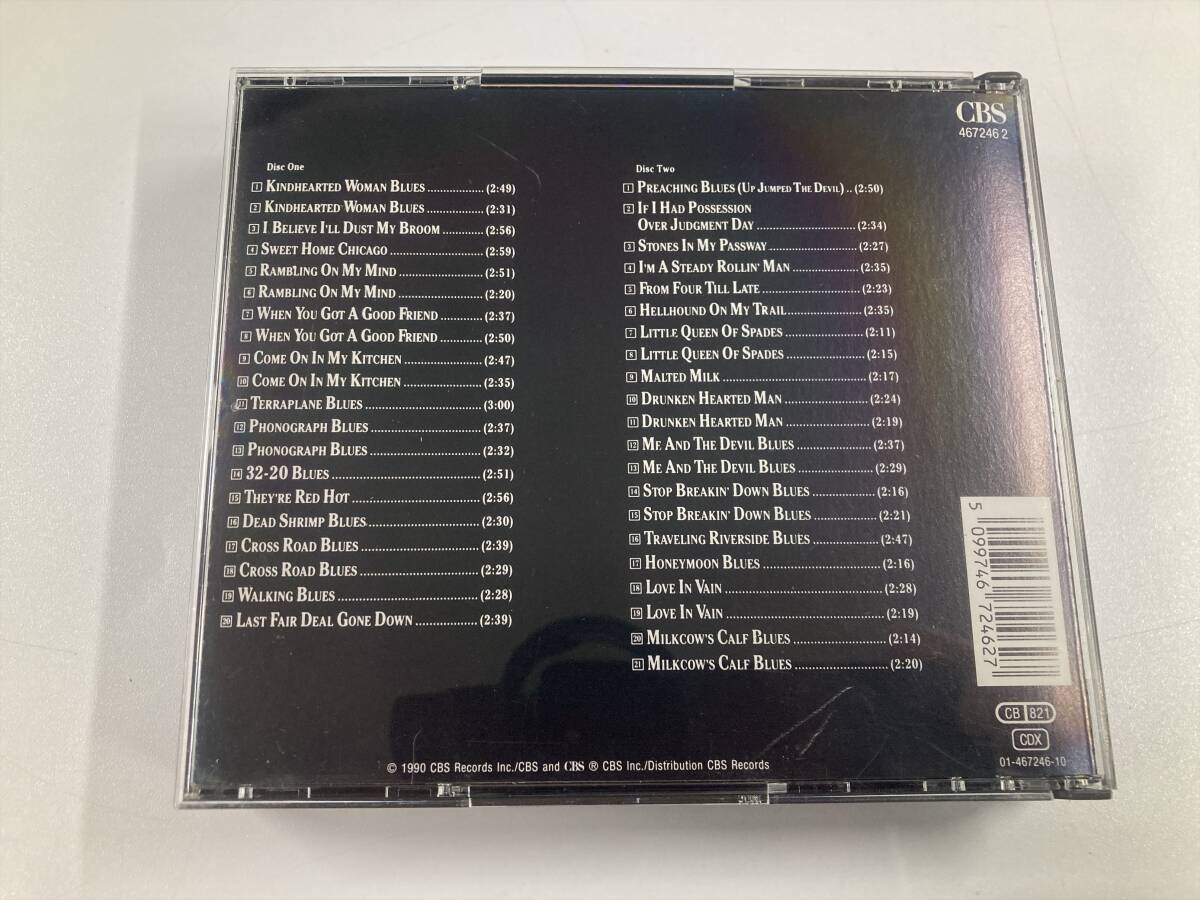 CBS
467246 2
Disc One
1 Kindhearted Woman Blues (2:49)
2 Kindhearted Woman Blues (2:31)
3 I Believe I'll Dust My Broom (2:56)
4 Sweet Home Chicago (2:59)
5 Rambling On My Mind (2:51)
6 Rambling On My Mind (2:20)
7 When You Got A Good Friend (2:37)
8 When You Got A Good Friend (2:50)
9 Come On In My Kitchen (2:47)
10 Come On In My Kitchen (2:35)
11 Terraplane Blues (3:00)
12 Phonograph Blues (2:37)
13 Phonograph Blues (2:32)
14 32-20 Blues (2:51)
15 They're Red Hot (2:56)
16 Dead Shrimp Blues (2:30)
17 Cross Road Blues (2:39)
18 Cross Road Blues (2:29)
19 Walking Blues (2:28)
20 Last Fair Deal Gone Down (2:39)
Disc Two
1 Preaching Blues (Up Jumped The Devil) (2:50)
2 If I Had Possession
Over Judgment Day (2:34)
3 Stones In My Passway (2:27)
4 I'm A Steady Rollin' Man (2:35)
5 From Four Till Late (2:23)
6 Hellhound On My Trail (2:35)
7 Little Queen Of Spades (2:11)
8 Little Queen Of Spades (2:15)
9 Malted Milk (2:17)
10 Drunken Hearted Man (2:24)
11 Drunken Hearted Man (2:19)
12 Me And The Devil Blues (2:37)
13 Me And The Devil Blues (2:29)
14 Stop Breakin' Down Blues (2:16)
15 Stop Breakin' Down Blues (2:21)
16 Traveling Riverside Blues (2:47)
17 Honeymoon Blues (2:16)
18 Love In Vain (2:28)
19 Love In Vain (2:19)
20 Milkcow's Calf Blues (2:14)
21 Milkcow's Calf Blues (2:20)
5 099746 724627
CB 821
CDX
01-467246-10
© 1990 CBS Records Inc./CBS and CBS ® CBS Inc./Distribution CBS Records